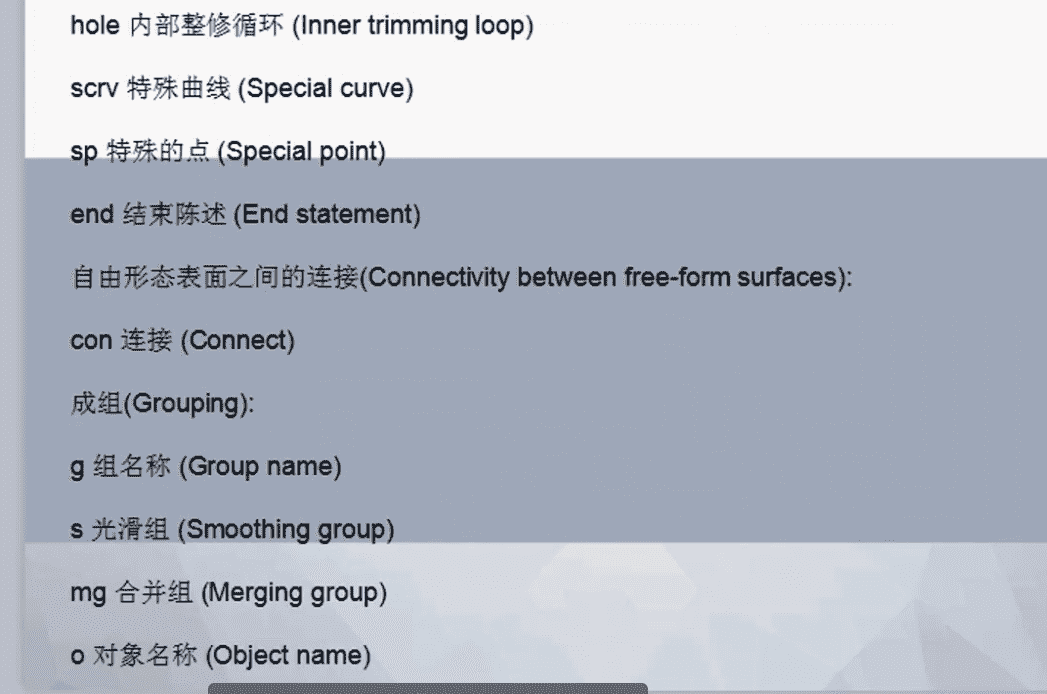 hole 内部整修循环 (Inner trimming loop)
scrv 特殊曲线 (Special curve)
sp 特殊的点 (Special point)
end 结束陈述 (End statement)
自由形态表面之间的连接(Connectivity between free-form surfaces):
con 连接 (Connect)
成组(Grouping):
g 组名称 (Group name)
s 光滑组 (Smoothing group)
mg 合并组 (Merging group)
o 对象名称 (Object name)